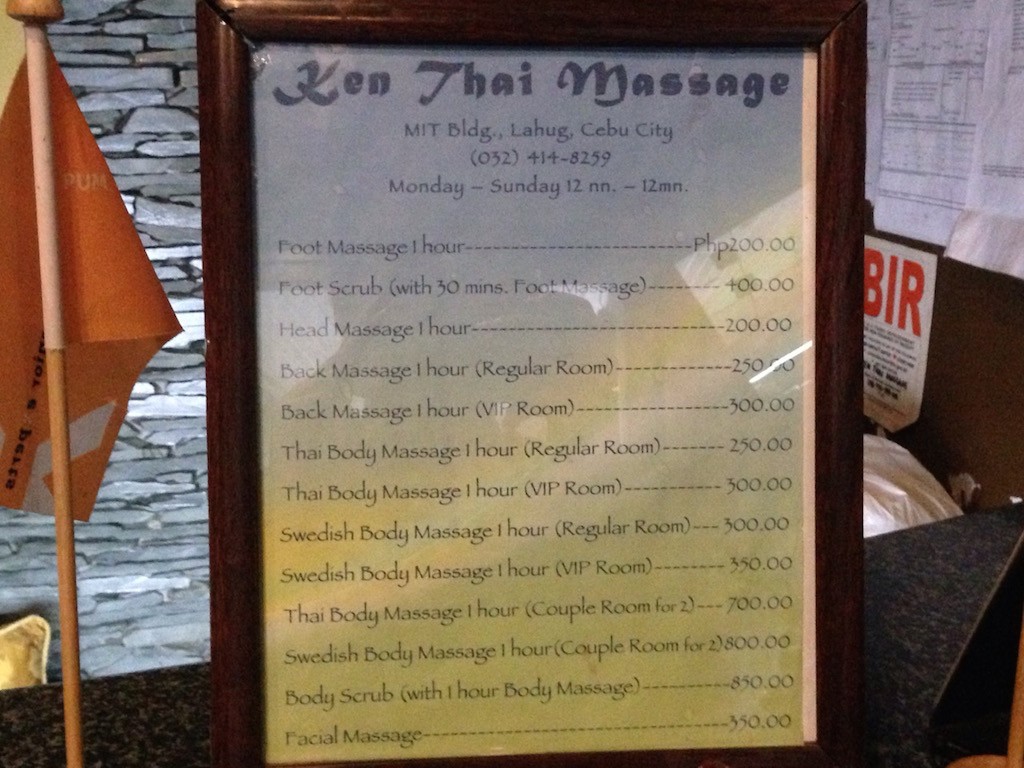 Ken Thai Massage
MIT Bldg., Lahug, Cebu City
(032) 414-8259
Monday – Sunday 12 nn. – 12mn.
Foot Massage 1 hour---------------------------Php200.00
Foot Scrub (with 30 mins. Foot Massage)-------- 400.00
Head Massage 1 hour---------------------------200.00
Back Massage 1 hour (Regular Room)------------250.00
Back Massage 1 hour (VIP Room)----------------300.00
Thai Body Massage 1 hour (Regular Room)------- 250.00
Thai Body Massage 1 hour (VIP Room)----------- 300.00
Swedish Body Massage 1 hour (Regular Room)--- 300.00
Swedish Body Massage 1 hour (VIP Room)-------- 350.00
Thai Body Massage 1 hour (Couple Room for 2)--- 700.00
Swedish Body Massage 1 hour(Couple Room for 2)800.00
Body Scrub (with 1 hour Body Massage)----------850.00
Facial Massage--------------------------------350.00
BIR